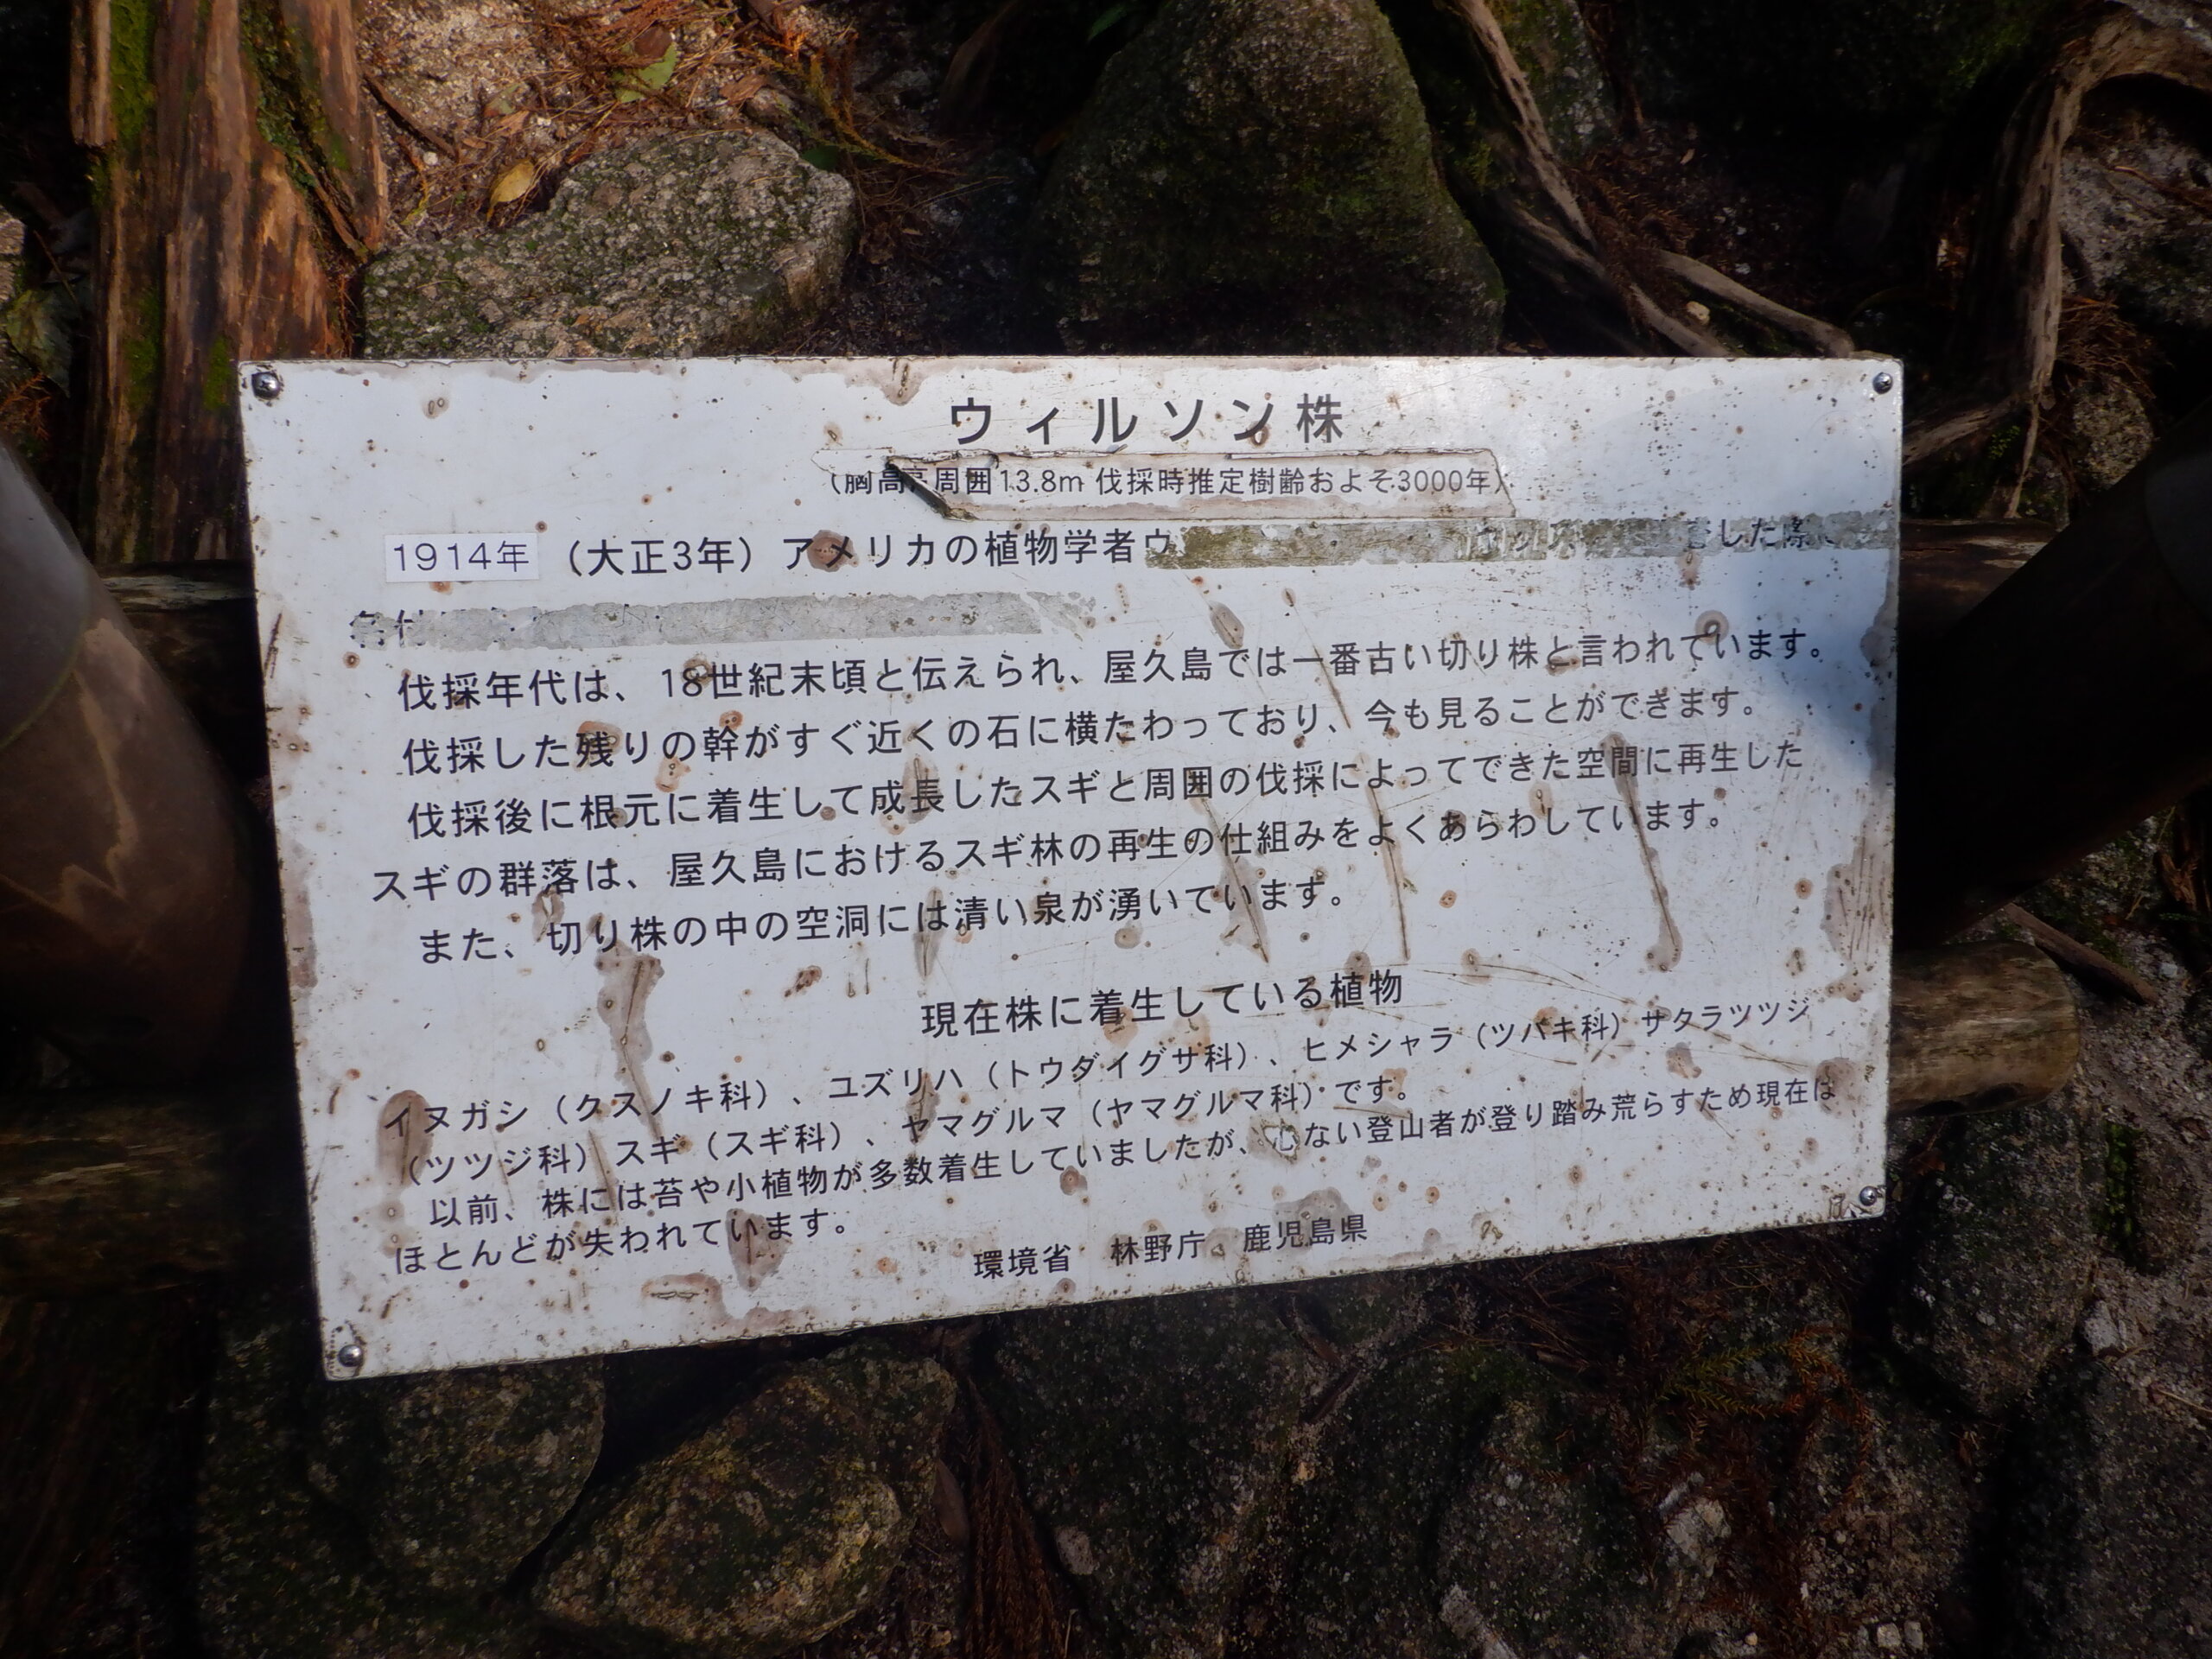 ウィルソン株
(胸高周囲13.8m 伐採時推定樹齢およそ3000年)
1914年（大正3年）アメリカの植物学者ウ した際
名付
伐採年代は、18世紀末頃と伝えられ、屋久島では一番古い切り株と言われています。
伐採した残りの幹がすぐ近くの石に横たわっており、今も見ることができます。
伐採後に根元に着生して成長したスギと周囲の伐採によってできた空間に再生した
スギの群落は、屋久島におけるスギ林の再生の仕組みをよくあらわしています。
また、切り株の中の空洞には清い泉が湧いています。
現在株に着生している植物
イヌガシ（クスノキ科）、ユズリハ（トウダイグサ科）、ヒメシャラ（ツバキ科）サクラツツジ
（ツツジ科）スギ（スギ科）、ヤマグルマ（ヤマグルマ科）です。
以前、株には苔や小植物が多数着生していましたが、心ない登山者が登り踏み荒らすため現在は
ほとんどが失われています。
環境省 林野庁 鹿児島県